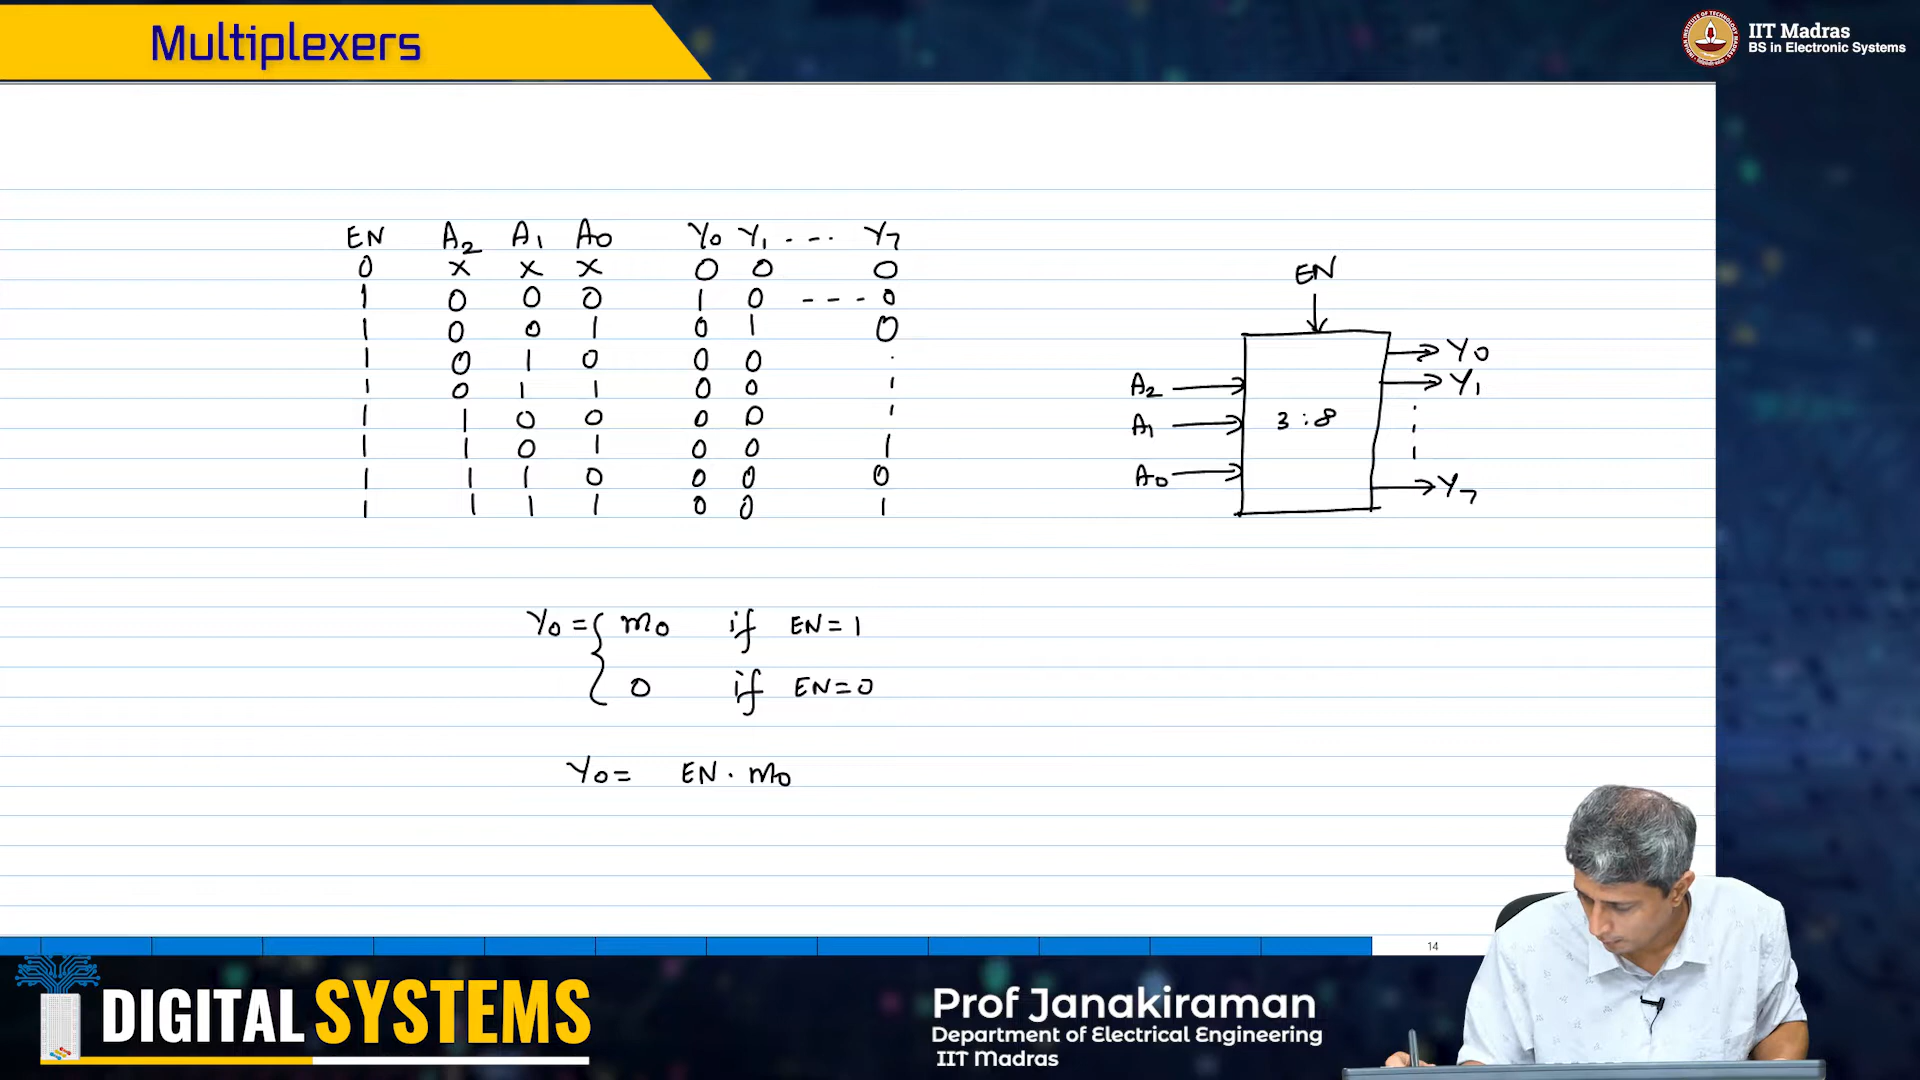 Multiplexers
IIT Madras
BS in Electronic Systems
EN A2 A1 A0 Y0 Y1 ---- Y7
0 x x x 0 0 0
1 0 0 0 1 0 ---- 0
1 0 0 1 0 1 0
1 0 1 0 0 0
1 0 1 1 0 0
1 1 0 0 0 0
1 1 0 1 0 0
1 1 1 0 0 0 0
1 1 1 1 0 0 1
EN
A2
A1
A0
3:8
Y0
Y1
Y7
Y0 = { m0 if EN=1
0 if EN=0
Y0 = EN . m0
14
DIGITAL SYSTEMS
Prof Janakiraman
Department of Electrical Engineering
IIT Madras